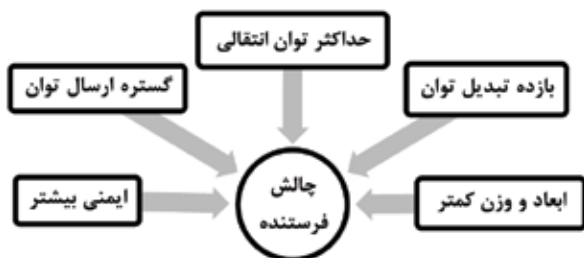 حداکثر توان انتقالی
بازده تبدیل توان
گستره ارسال توان
چالش
فرستنده
ابعاد و وزن کمتر
ایمنی بیشتر